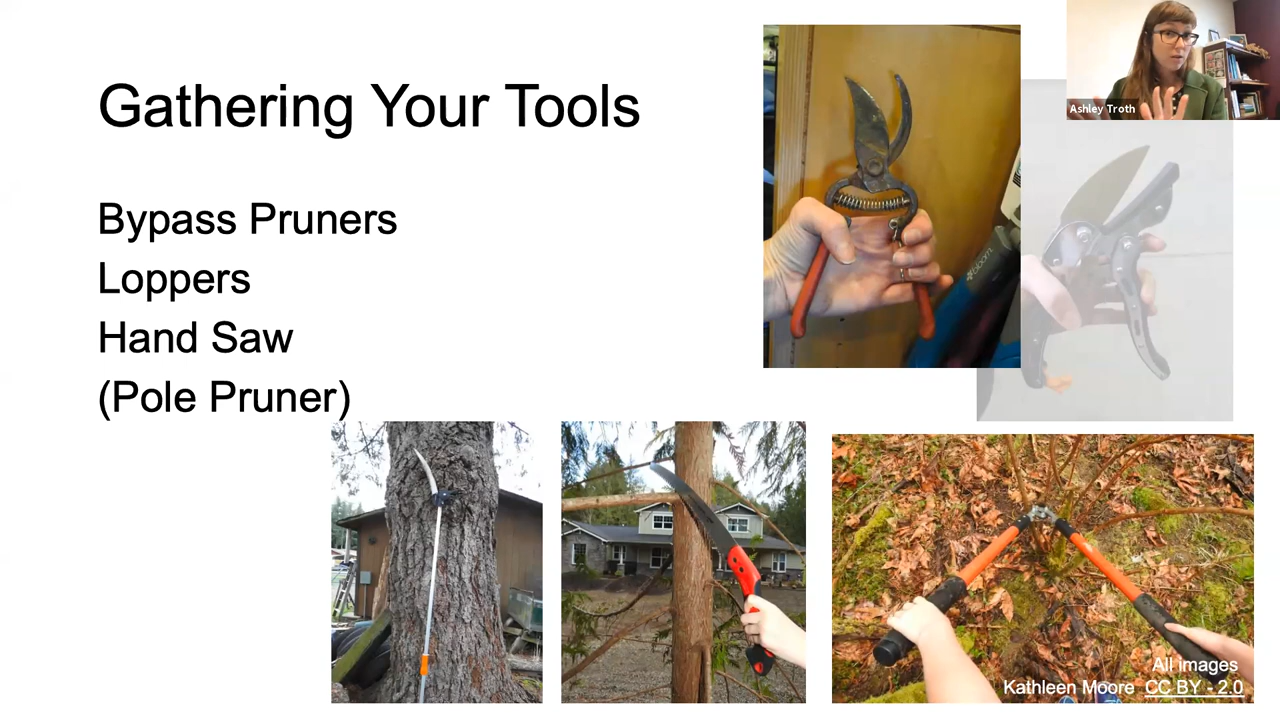 Gathering Your Tools
Bypass Pruners
Loppers
Hand Saw
(Pole Pruner)
Ashley Troth
bloom
All images
Kathleen Moore CC BY - 2.0